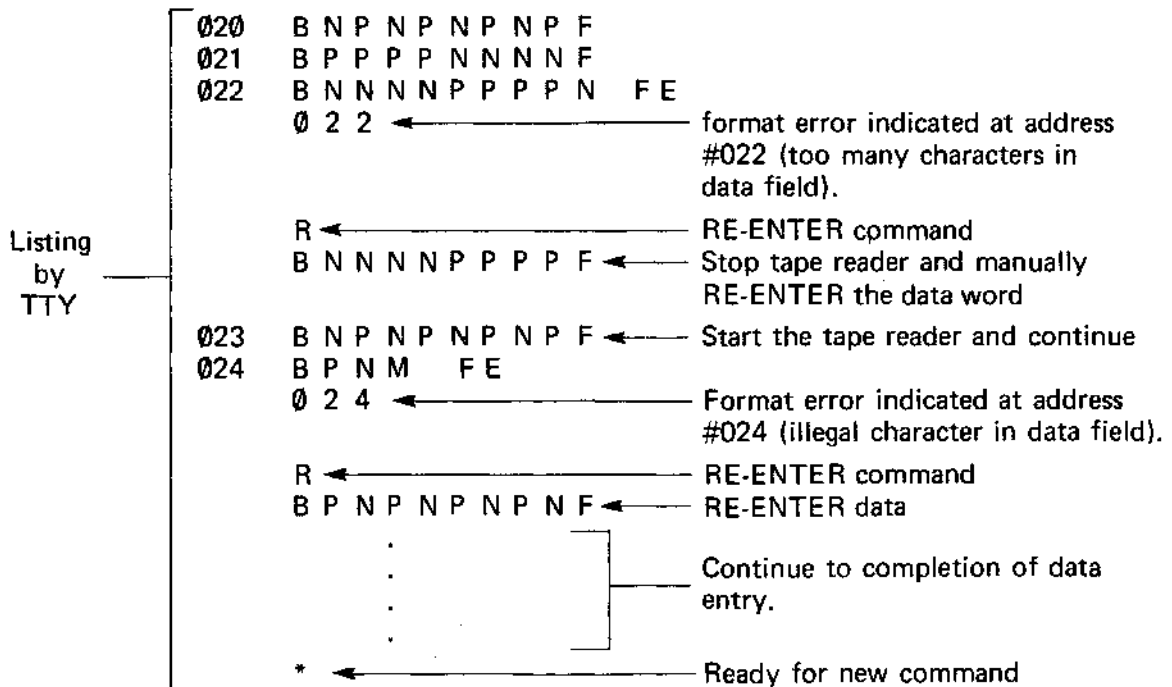 Ø20 B N P N P N P N P F
Ø21 B P P P P N N N N F
Ø22 B N N N N P P P P N F E
Ø 2 2 format error indicated at address
#022 (too many characters in
data field).
R RE-ENTER command
B N N N N P P P P F Stop tape reader and manually
RE-ENTER the data word
Listing
by
TTY
Ø23 B N P N P N P N P F Start the tape reader and continue
Ø24 B P N M F E
Ø 2 4 Format error indicated at address
#024 (illegal character in data field).
R RE-ENTER command
B P N P N P N P N F RE-ENTER data
.
.
.
.
Continue to completion of data
entry.
* Ready for new command